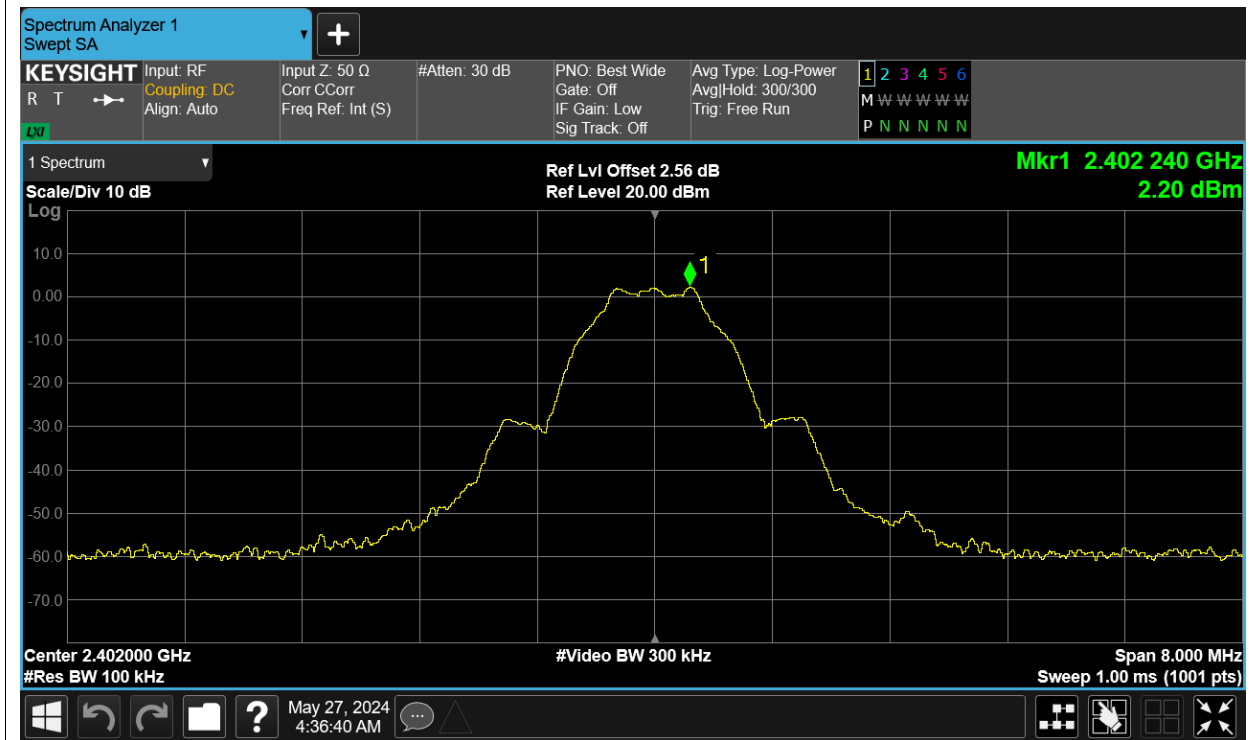 Spectrum Analyzer 1
Swept SA
+
KEYSIGHT
R T
LXI
Input: RF
Coupling: DC
Align: Auto
Input Z: 50 Ω
Corr CCorr
Freq Ref: Int (S)
#Atten: 30 dB
PNO: Best Wide
Gate: Off
IF Gain: Low
Sig Track: Off
Avg Type: Log-Power
Avg|Hold: 300/300
Trig: Free Run
1 2 3 4 5 6
M W W W W W
P N N N N N
1 Spectrum
Scale/Div 10 dB
Log
Ref Lvl Offset 2.56 dB
Ref Level 20.00 dBm
Mkr1 2.402 240 GHz
2.20 dBm
1
10.0
0.00
-10.0
-20.0
-30.0
-40.0
-50.0
-60.0
-70.0
Center 2.402000 GHz
#Res BW 100 kHz
#Video BW 300 kHz
Span 8.000 MHz
Sweep 1.00 ms (1001 pts)
?
May 27, 2024
4:36:40 AM